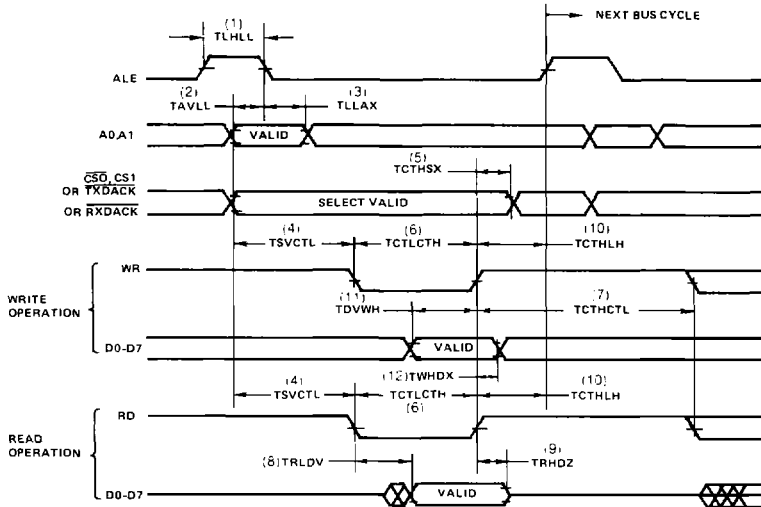 (1)
TLHLL
NEXT BUS CYCLE
ALE
(2)
TAVLL
(3)
TLLAX
A0,A1
VALID
(5)
TCTHSX
CS0, CS1
OR TXDACK
OR RXDACK
SELECT VALID
(4)
TSVCTL
(6)
TCTLCTH
(10)
TCTHLH
WR
WRITE
OPERATION
(11)
TDVWH
(7)
TCTHCTL
D0-D7
VALID
(12)TWHDX
(4)
TSVCTL
TCTLCTH
(6)
(10)
TCTHLH
RD
READ
OPERATION
(8)TRLDV
(9)
TRHDZ
D0-D7
VALID